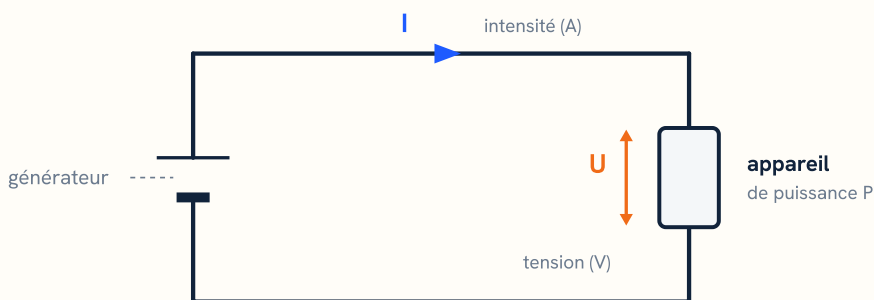 I
intensité (A)
générateur
U
appareil
de puissance P
tension (V)